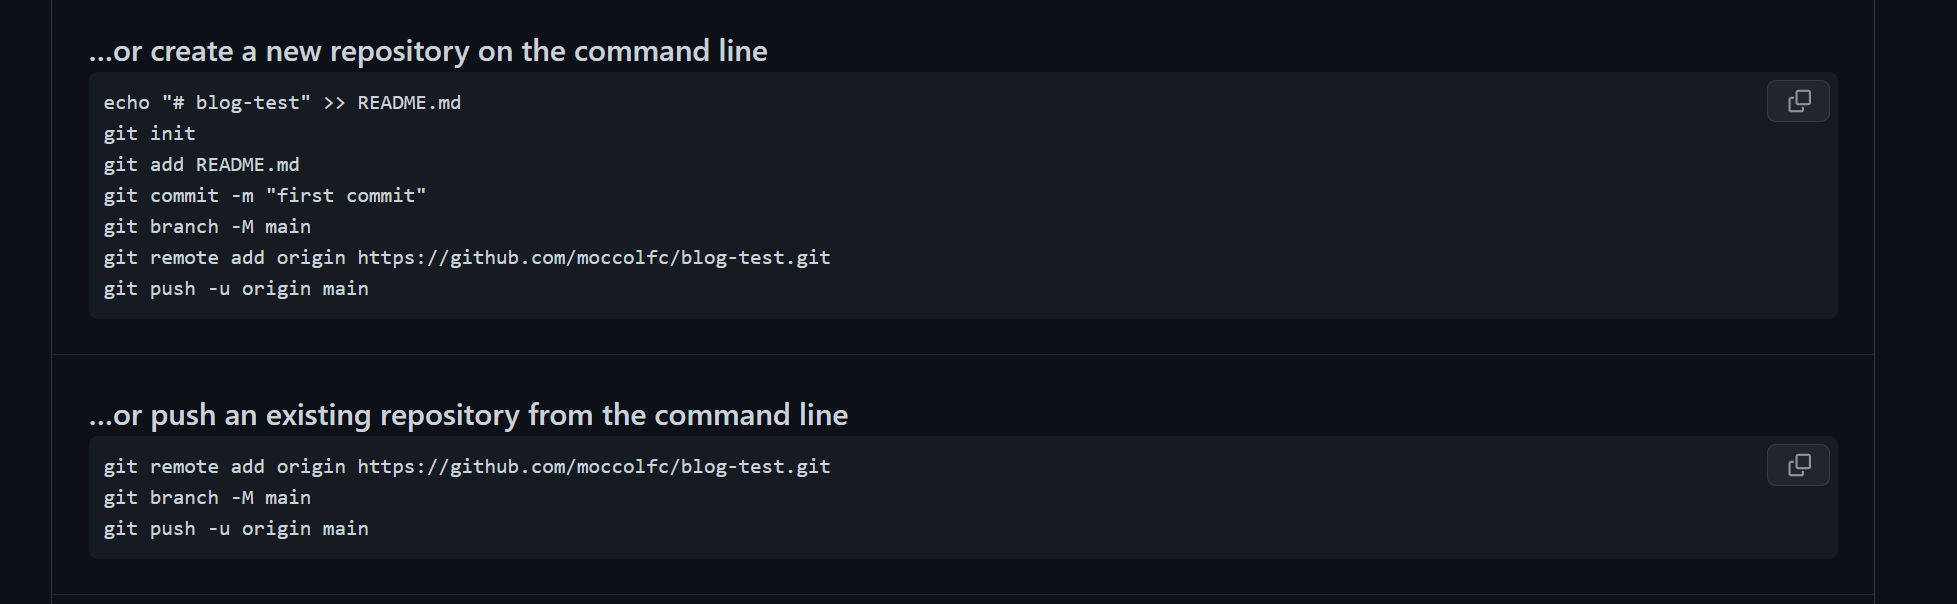 …or create a new repository on the command line
echo "# blog-test" >> README.md
git init
git add README.md
git commit -m "first commit"
git branch -M main
git remote add origin https://github.com/moccolfc/blog-test.git
git push -u origin main
…or push an existing repository from the command line
git remote add origin https://github.com/moccolfc/blog-test.git
git branch -M main
git push -u origin main